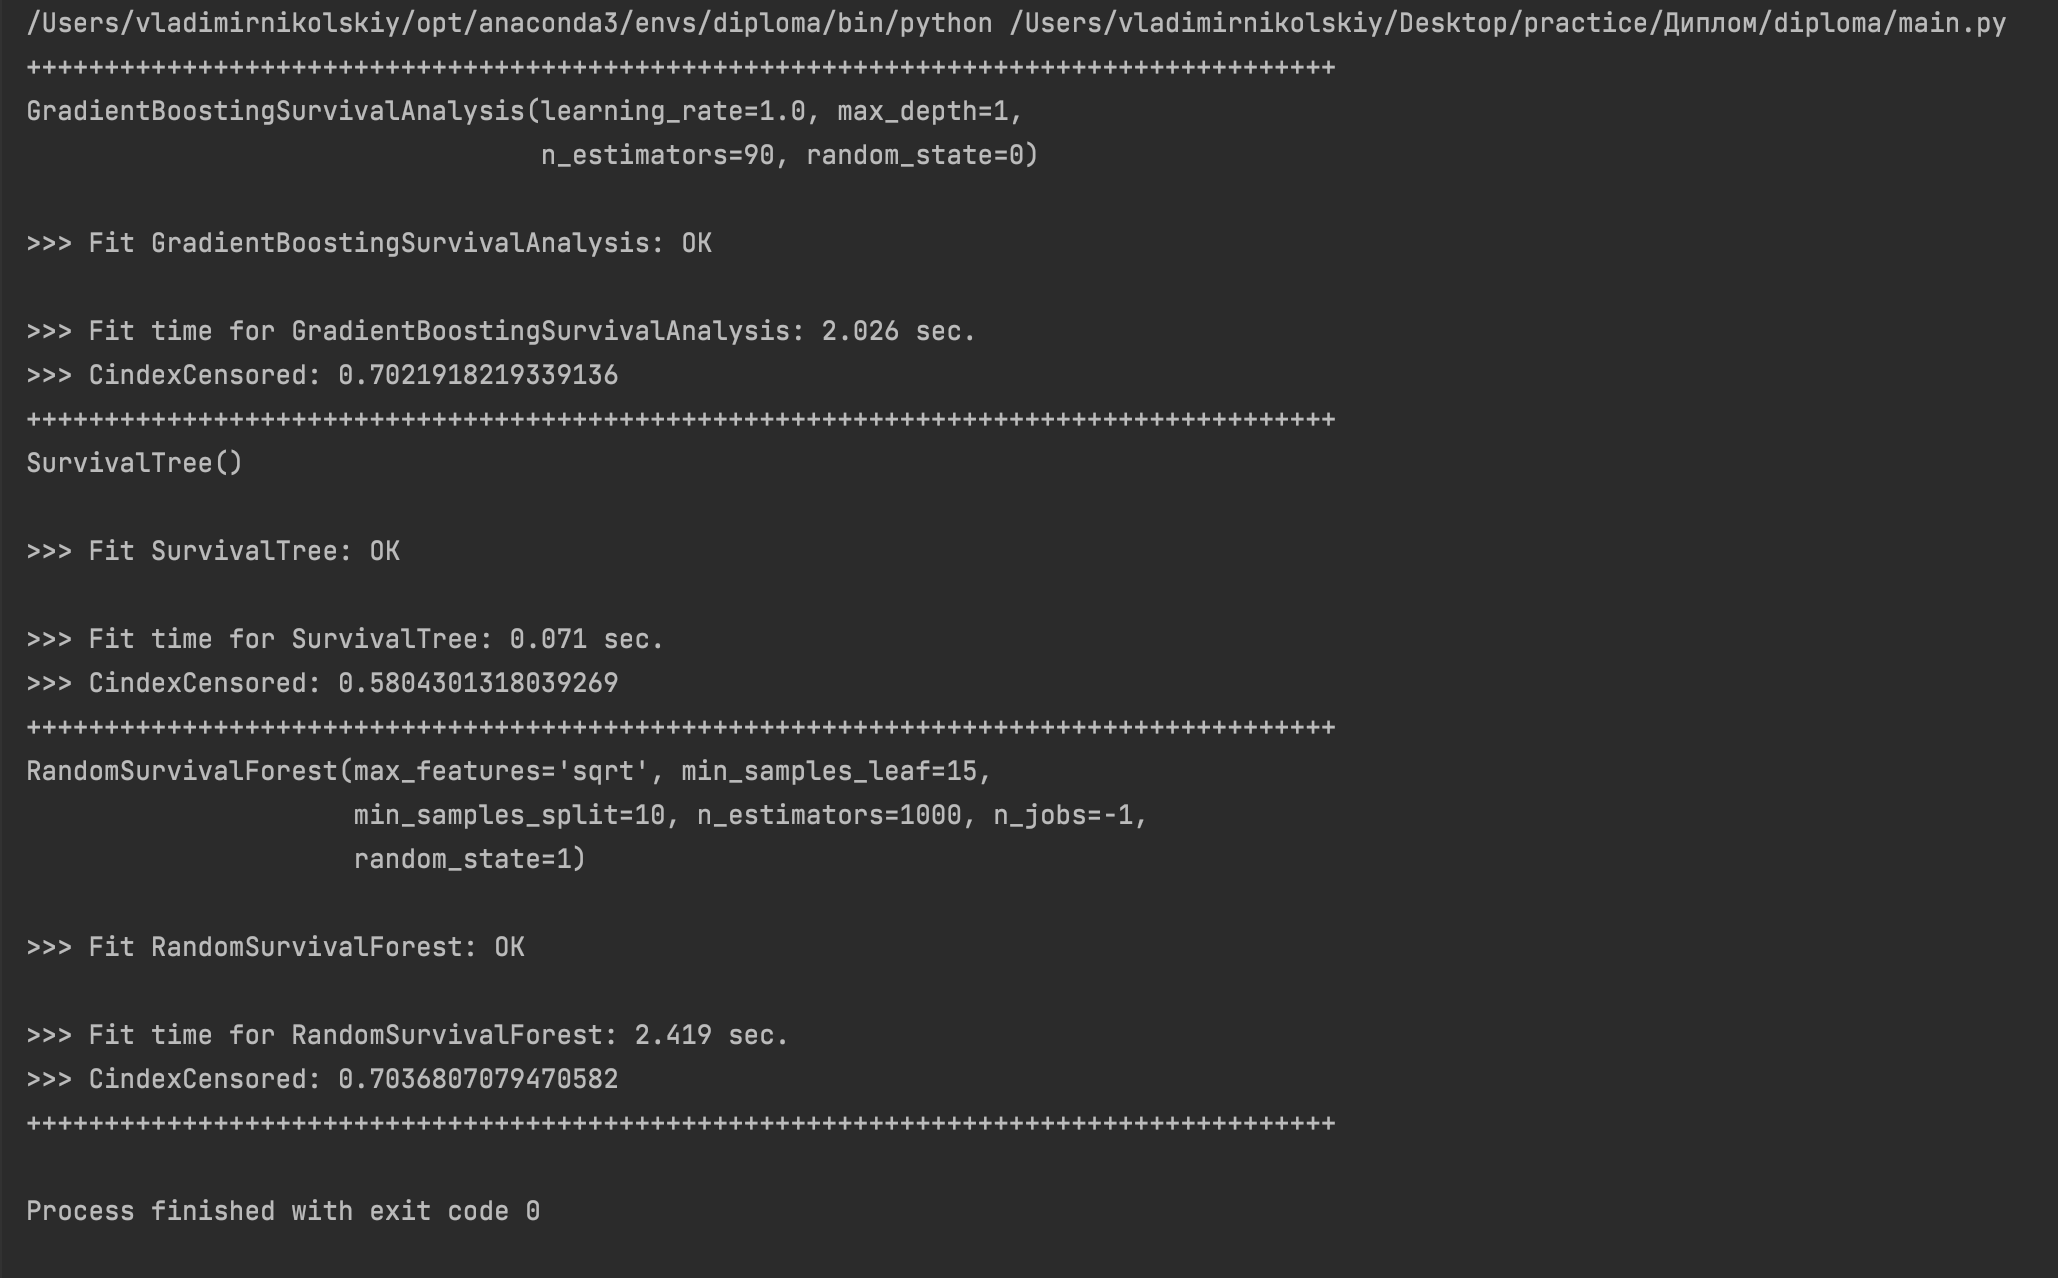 /Users/vladimirnikolskiy/opt/anaconda3/envs/diploma/bin/python /Users/vladimirnikolskiy/Desktop/practice/Диплом/diploma/main.py
++++++++++++++++++++++++++++++++++++++++++++++++++++++++++++++++++++++++++++++++++++
GradientBoostingSurvivalAnalysis(learning_rate=1.0, max_depth=1,
                                 n_estimators=90, random_state=0)

>>> Fit GradientBoostingSurvivalAnalysis: OK

>>> Fit time for GradientBoostingSurvivalAnalysis: 2.026 sec.
>>> CindexCensored: 0.7021918219339136
++++++++++++++++++++++++++++++++++++++++++++++++++++++++++++++++++++++++++++++++++++
SurvivalTree()

>>> Fit SurvivalTree: OK

>>> Fit time for SurvivalTree: 0.071 sec.
>>> CindexCensored: 0.5804301318039269
++++++++++++++++++++++++++++++++++++++++++++++++++++++++++++++++++++++++++++++++++++
RandomSurvivalForest(max_features='sqrt', min_samples_leaf=15,
                     min_samples_split=10, n_estimators=1000, n_jobs=-1,
                     random_state=1)

>>> Fit RandomSurvivalForest: OK

>>> Fit time for RandomSurvivalForest: 2.419 sec.
>>> CindexCensored: 0.7036807079470582
++++++++++++++++++++++++++++++++++++++++++++++++++++++++++++++++++++++++++++++++++++

Process finished with exit code 0